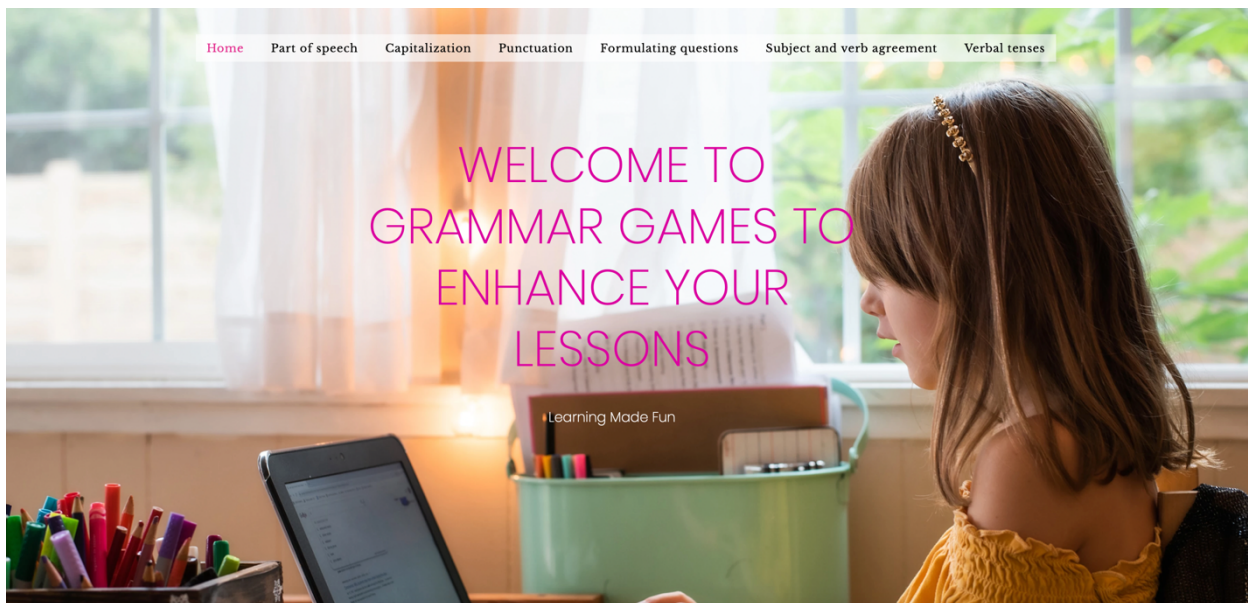 Home Part of speech Capitalization Punctuation Formulating questions Subject and verb agreement Verbal tenses
WELCOME TO
GRAMMAR GAMES TO
ENHANCE YOUR
LESSONS
Learning Made Fun